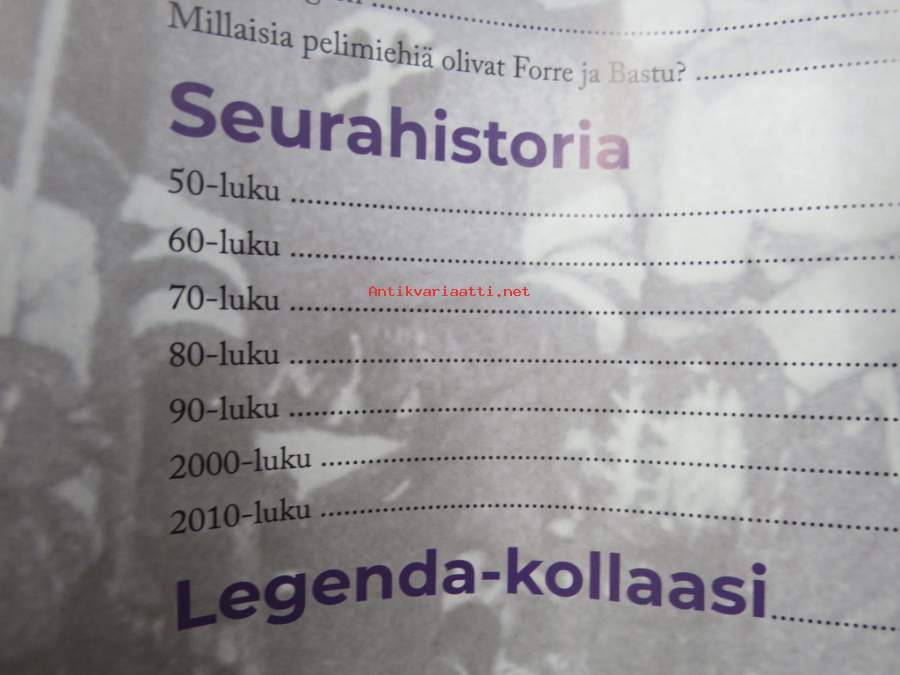 Millaisia pelimiehiä olivat Forre ja Bastu? ..........
Seurahistoria
50-luku ..........
60-luku ..........
70-luku ..........
Antikvariaatti.net
80-luku ..........
90-luku ..........
2000-luku ..........
2010-luku ..........
Legenda-kollaasi ..........